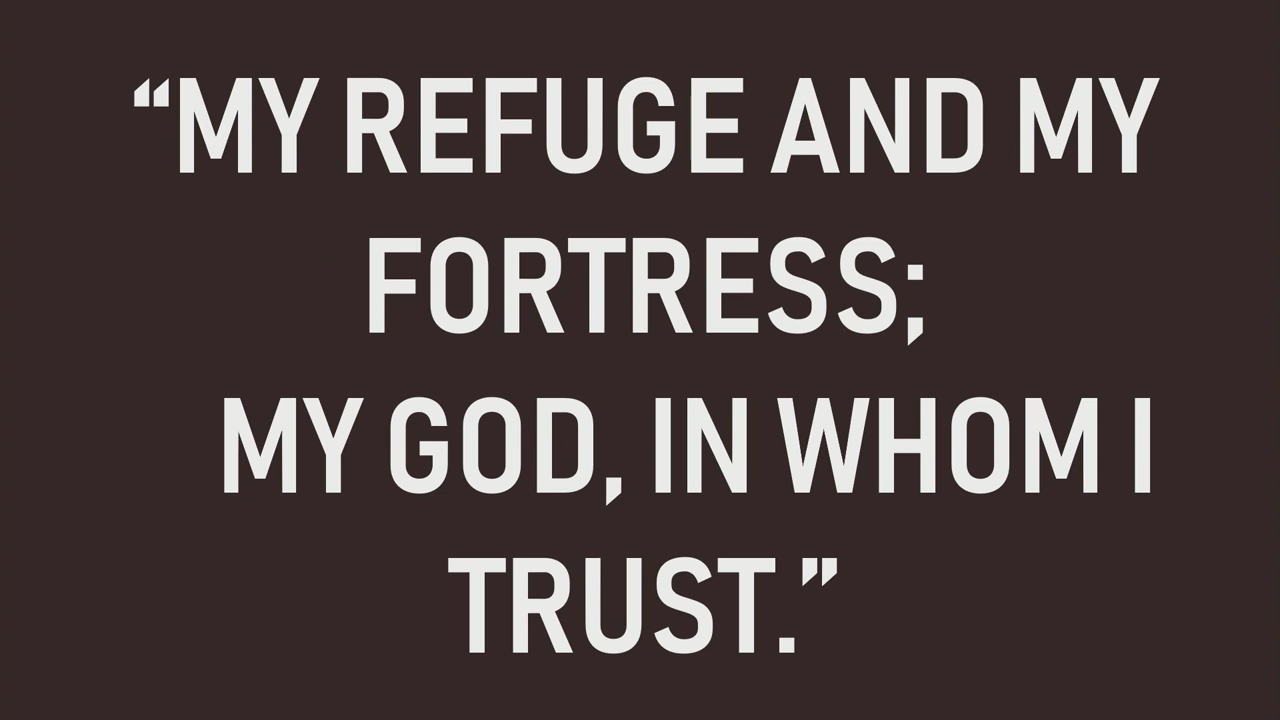 “MY REFUGE AND MY
FORTRESS;
MY GOD, IN WHOM I
TRUST.”